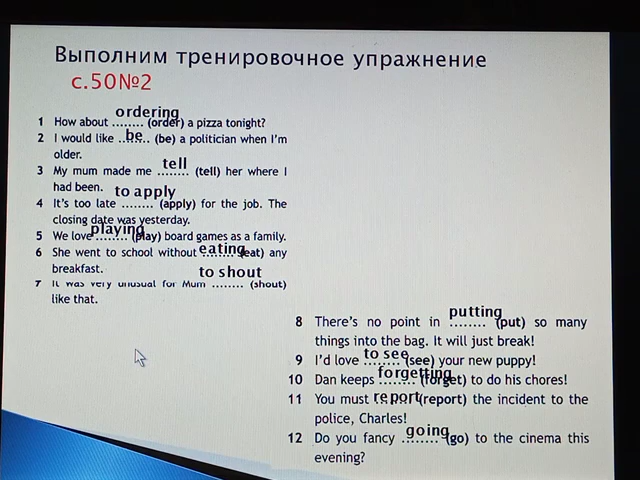 Выполним тренировочное упражнение
с.50№2
ordering
1 How about ........ (order) a pizza tonight?
be
2 I would like ........ (be) a politician when I'm
older.
tell
3 My mum made me ........ (tell) her where I
had been.
to apply
4 It's too late ........ (apply) for the job. The
closing date was yesterday.
playing
5 We love ........ (play) board games as a family.
eating
6 She went to school without ........ (eat) any
breakfast.
to shout
7 It was very unusual for Mum ........ (shout)
like that.
putting
8 There's no point in ........ (put) so many
things into the bag. It will just break!
to see
9 I'd love ........ (see) your new puppy!
forgetting
10 Dan keeps ........ (forget) to do his chores!
report
11 You must ........ (report) the incident to the
police, Charles!
going
12 Do you fancy ........ (go) to the cinema this
evening?